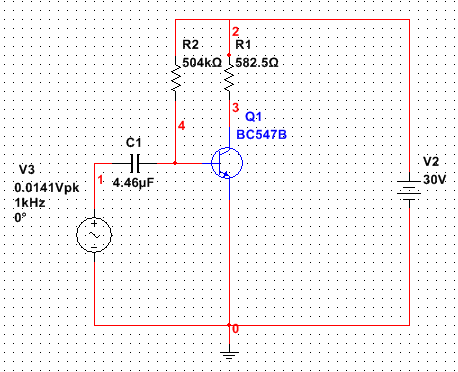 2
R2
R1
504kΩ
582.5Ω
3
Q1
4
BC547B
C1
V3
1
4.46µF
V2
0.0141Vpk
30V
1kHz
0°
0